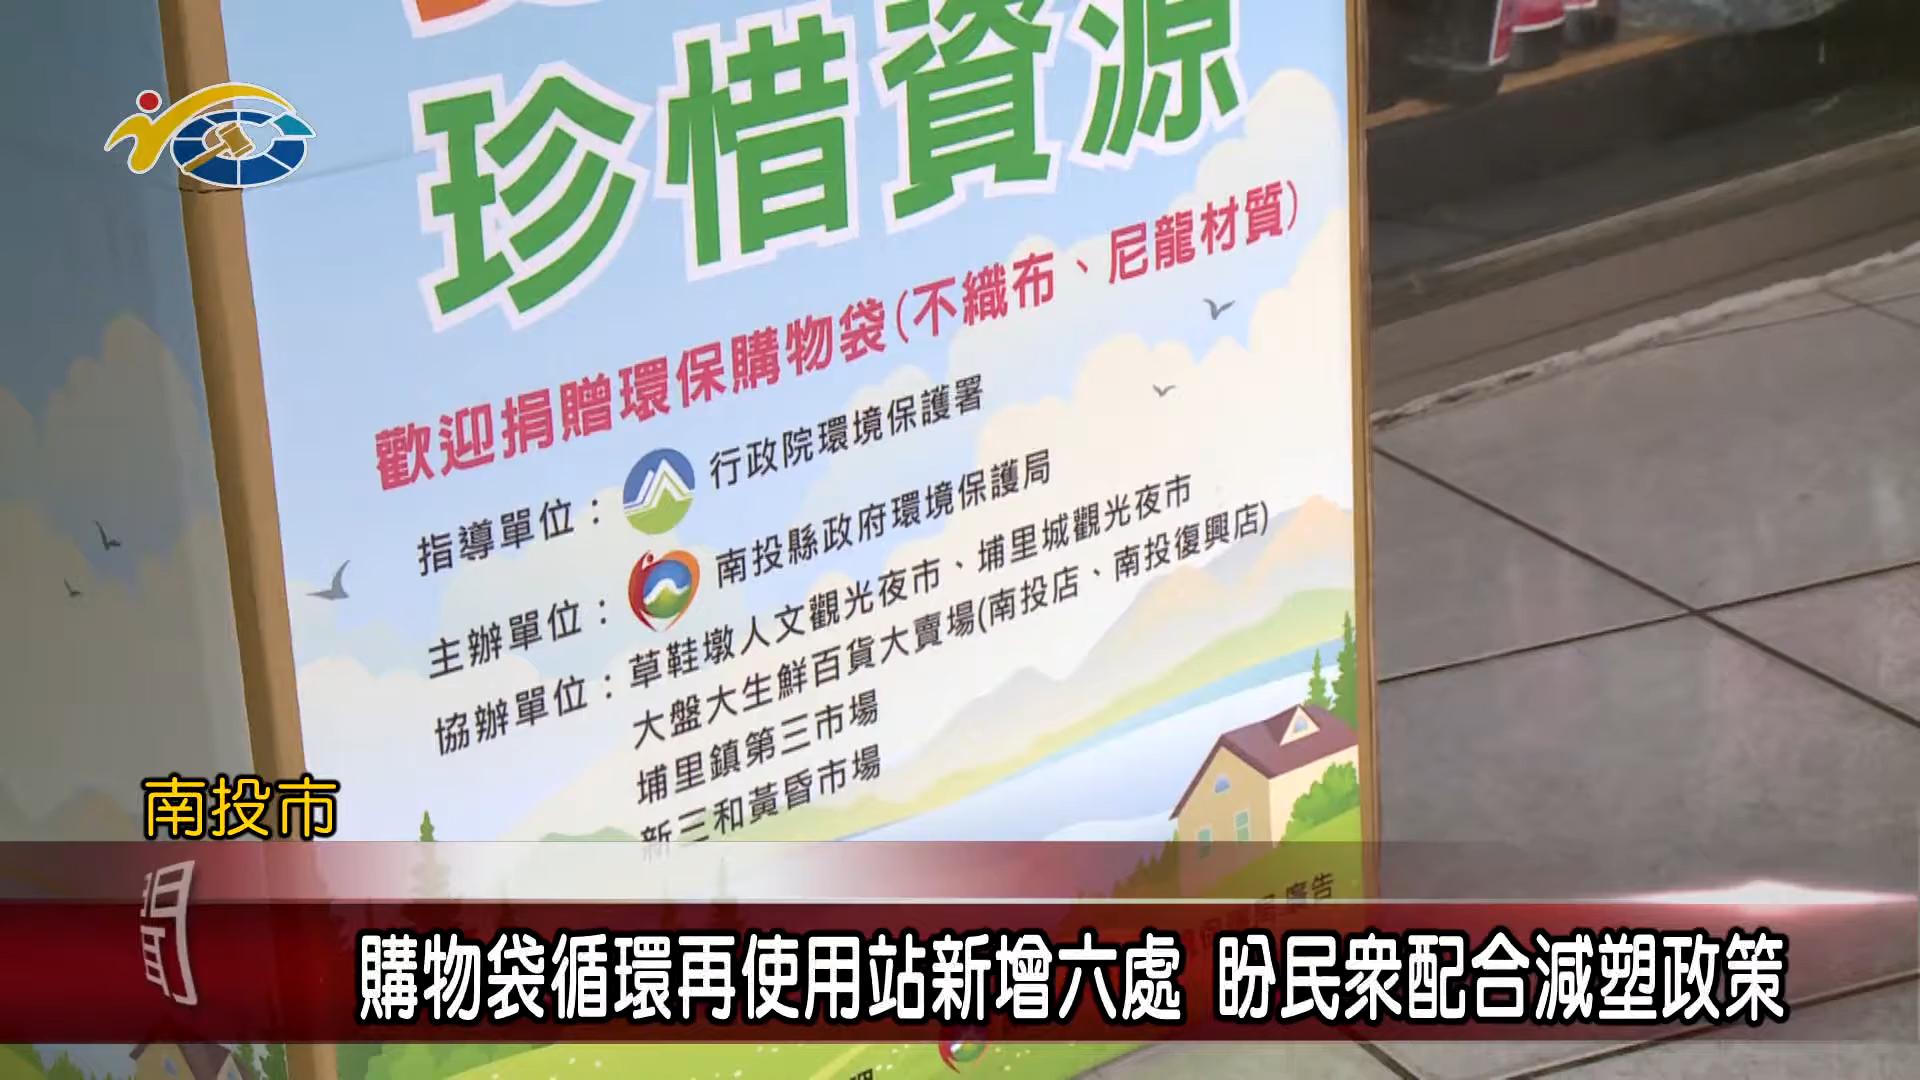 珍惜資源
歡迎捐贈環保購物袋(不織布、尼龍材質)
指導單位：行政院環境保護署
主辦單位：南投縣政府環境保護局
協辦單位：草鞋墩人文觀光夜市、埔里城觀光夜市
大盤大生鮮百貨大賣場(南投店、南投復興店)
埔里鎮第三市場
新三和黃昏市場
廣告
南投市
購物袋循環再使用站新增六處 盼民眾配合減塑政策